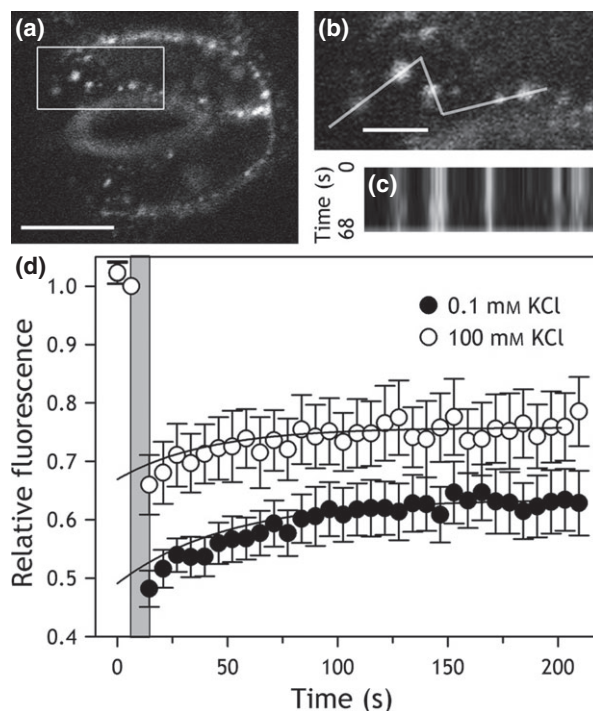 (a)
(b)
Time (s)
0
68
(c)
(d)
Relative fluorescence
1.0
0.9
0.8
0.7
0.6
0.5
0.4
0.1 mM KCl
100 mM KCl
0
50
100
150
200
Time (s)